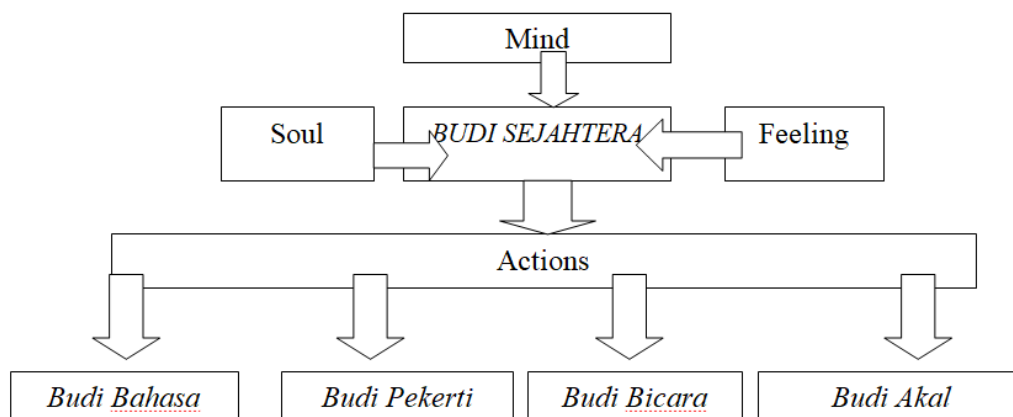 Mind
Soul
BUDI SEJAHTERA
Feeling
Actions
Budi Bahasa
Budi Pekerti
Budi Bicara
Budi Akal